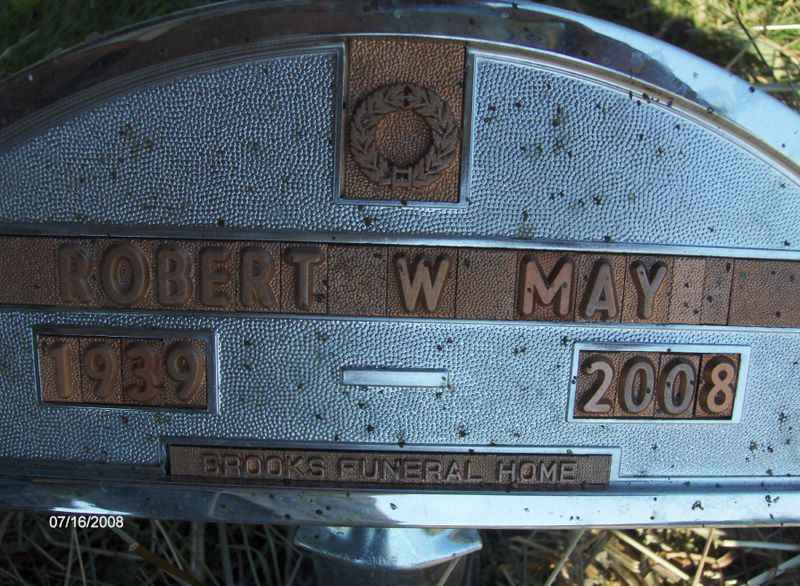 ROBERT W MAY
1939 — 2008
BROOKS FUNERAL HOME
07/16/2008